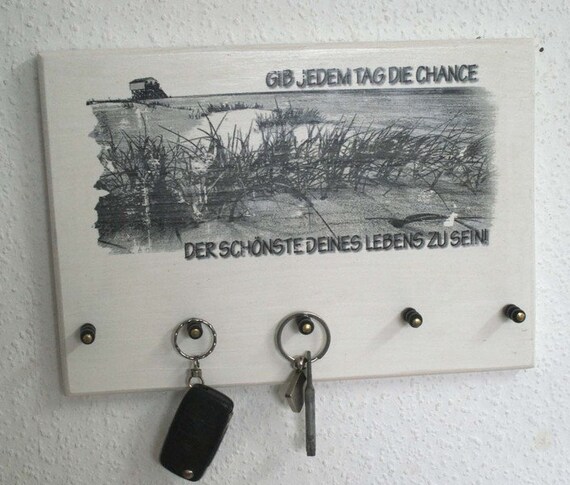 GIB JEDEM TAG DIE CHANCE
DER SCHÖNSTE DEINES LEBENS ZU SEIN!